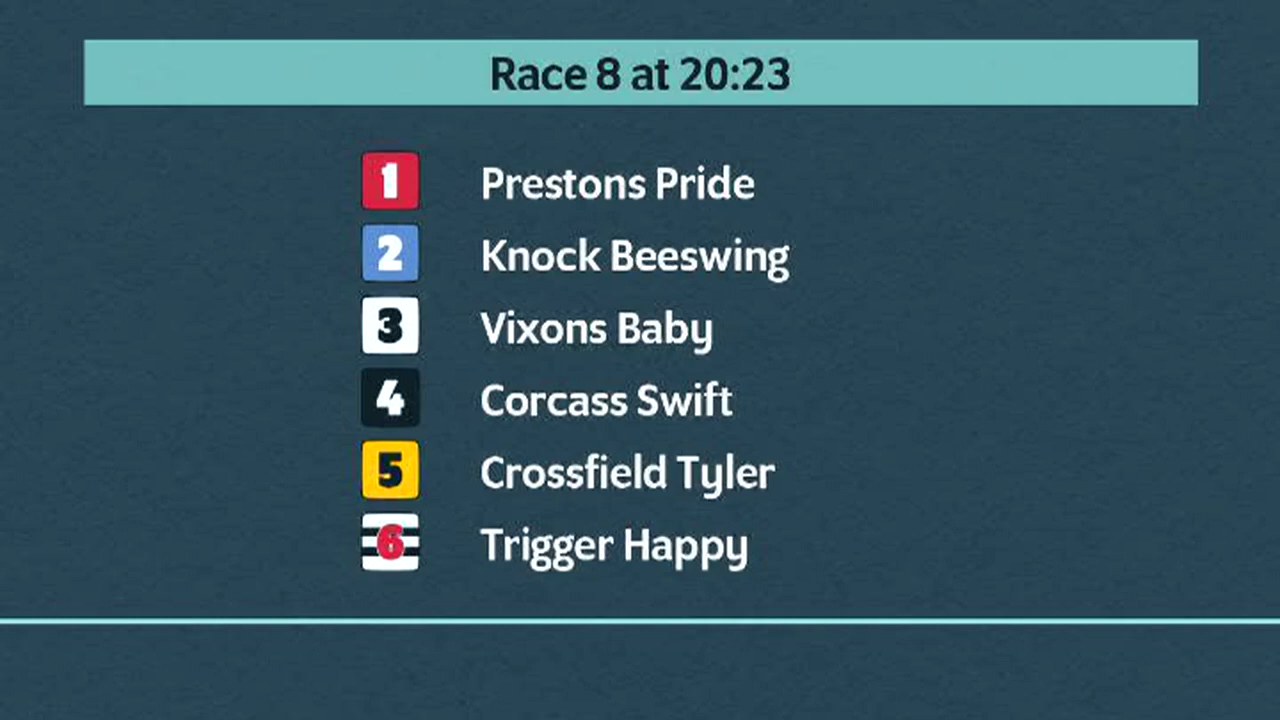 Race 8 at 20:23
1 Prestons Pride
2 Knock Beeswing
3 Vixons Baby
4 Corcass Swift
5 Crossfield Tyler
6 Trigger Happy